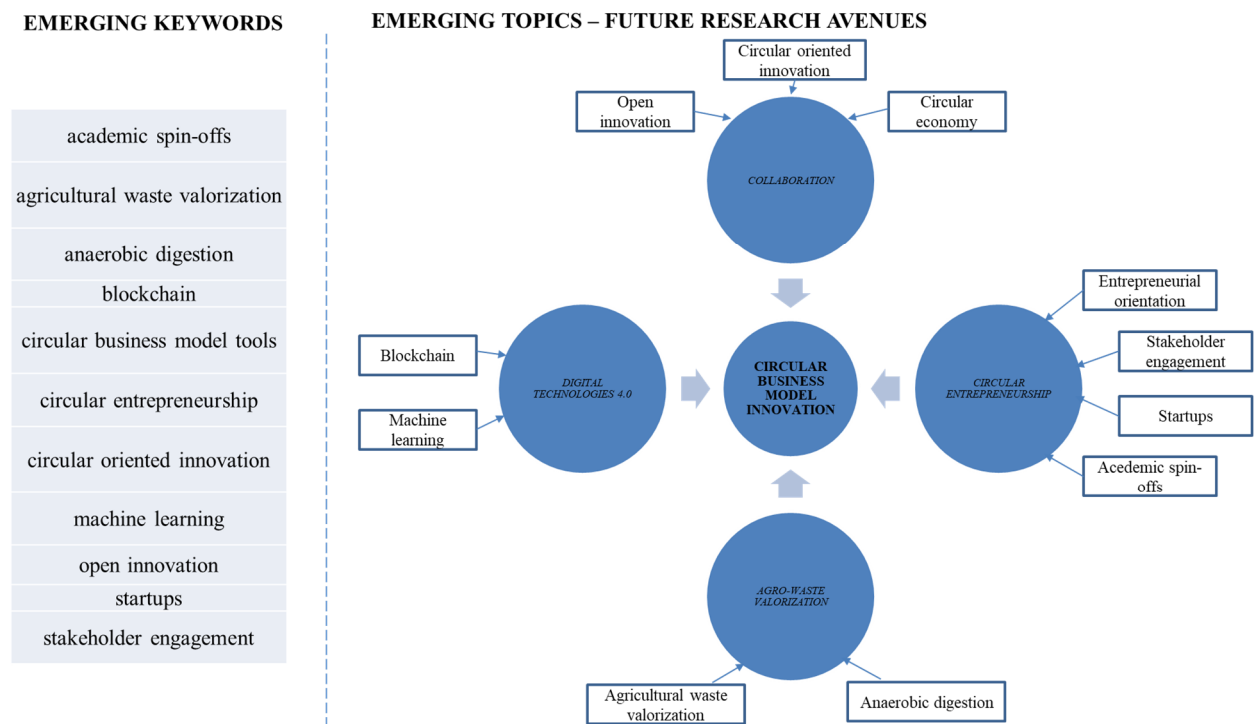 EMERGING KEYWORDS
academic spin-offs
agricultural waste valorization
anaerobic digestion
blockchain
circular business model tools
circular entrepreneurship
circular oriented innovation
machine learning
open innovation
startups
stakeholder engagement
EMERGING TOPICS – FUTURE RESEARCH AVENUES
Circular oriented
innovation
Open
innovation
Circular
economy
COLLABORATION
Blockchain
Machine
learning
DIGITAL
TECHNOLOGIES 4.0
CIRCULAR
BUSINESS
MODEL
INNOVATION
CIRCULAR
ENTREPRENEURSHIP
Entrepreneurial
orientation
Stakeholder
engagement
Startups
Acedemic spin-
offs
AGRO-WASTE
VALORIZATION
Agricultural waste
valorization
Anaerobic digestion